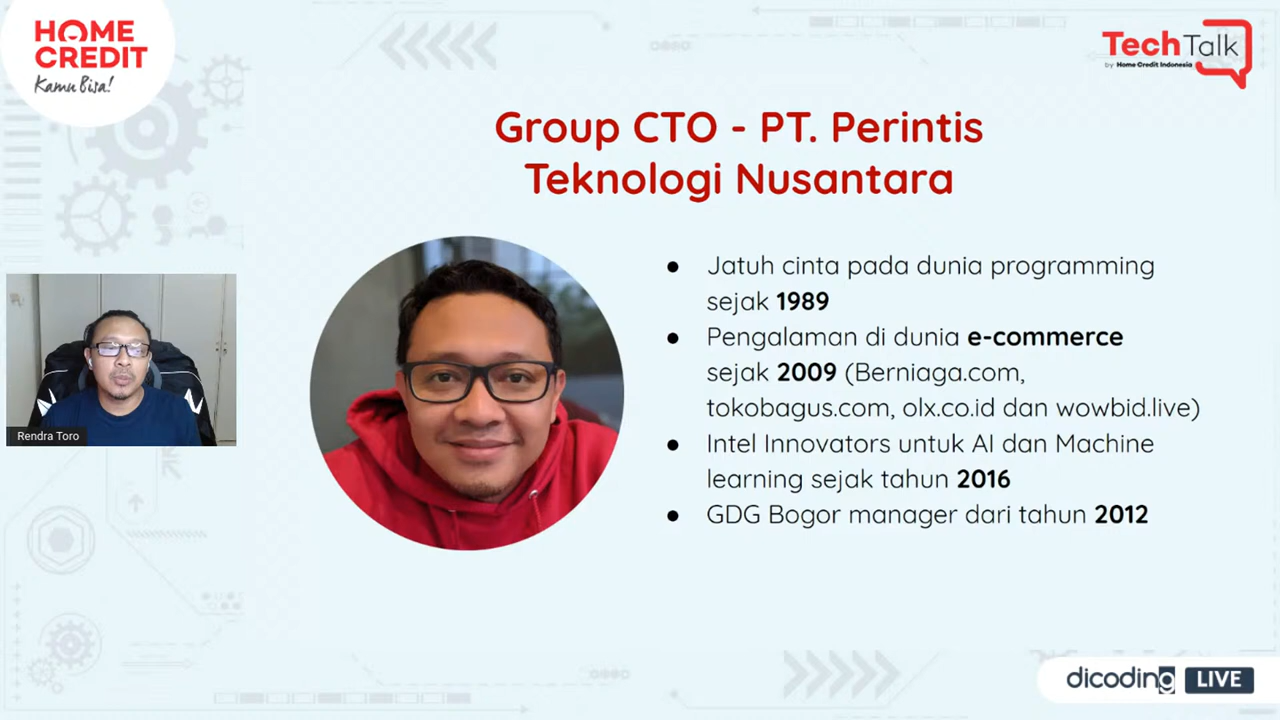 HOME
CREDIT
Kamu Bisa!
TechTalk
by Home Credit Indonesia
Group CTO - PT. Perintis
Teknologi Nusantara
Rendra Toro
● Jatuh cinta pada dunia programming
sejak 1989
● Pengalaman di dunia e-commerce
sejak 2009 (Berniaga.com,
tokobagus.com, olx.co.id dan wowbid.live)
● Intel Innovators untuk AI dan Machine
learning sejak tahun 2016
● GDG Bogor manager dari tahun 2012
dicoding LIVE